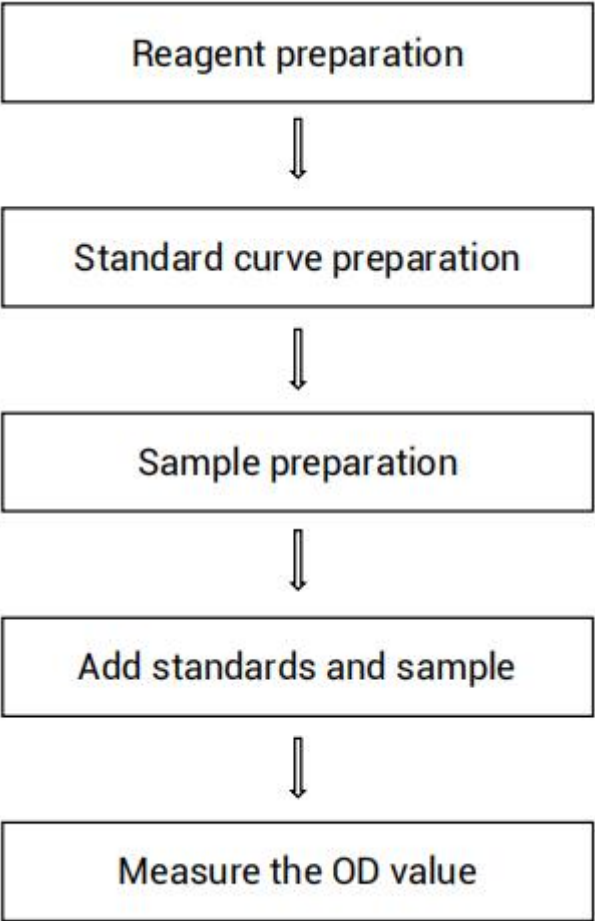 Reagent preparation
Standard curve preparation
Sample preparation
Add standards and sample
Measure the OD value